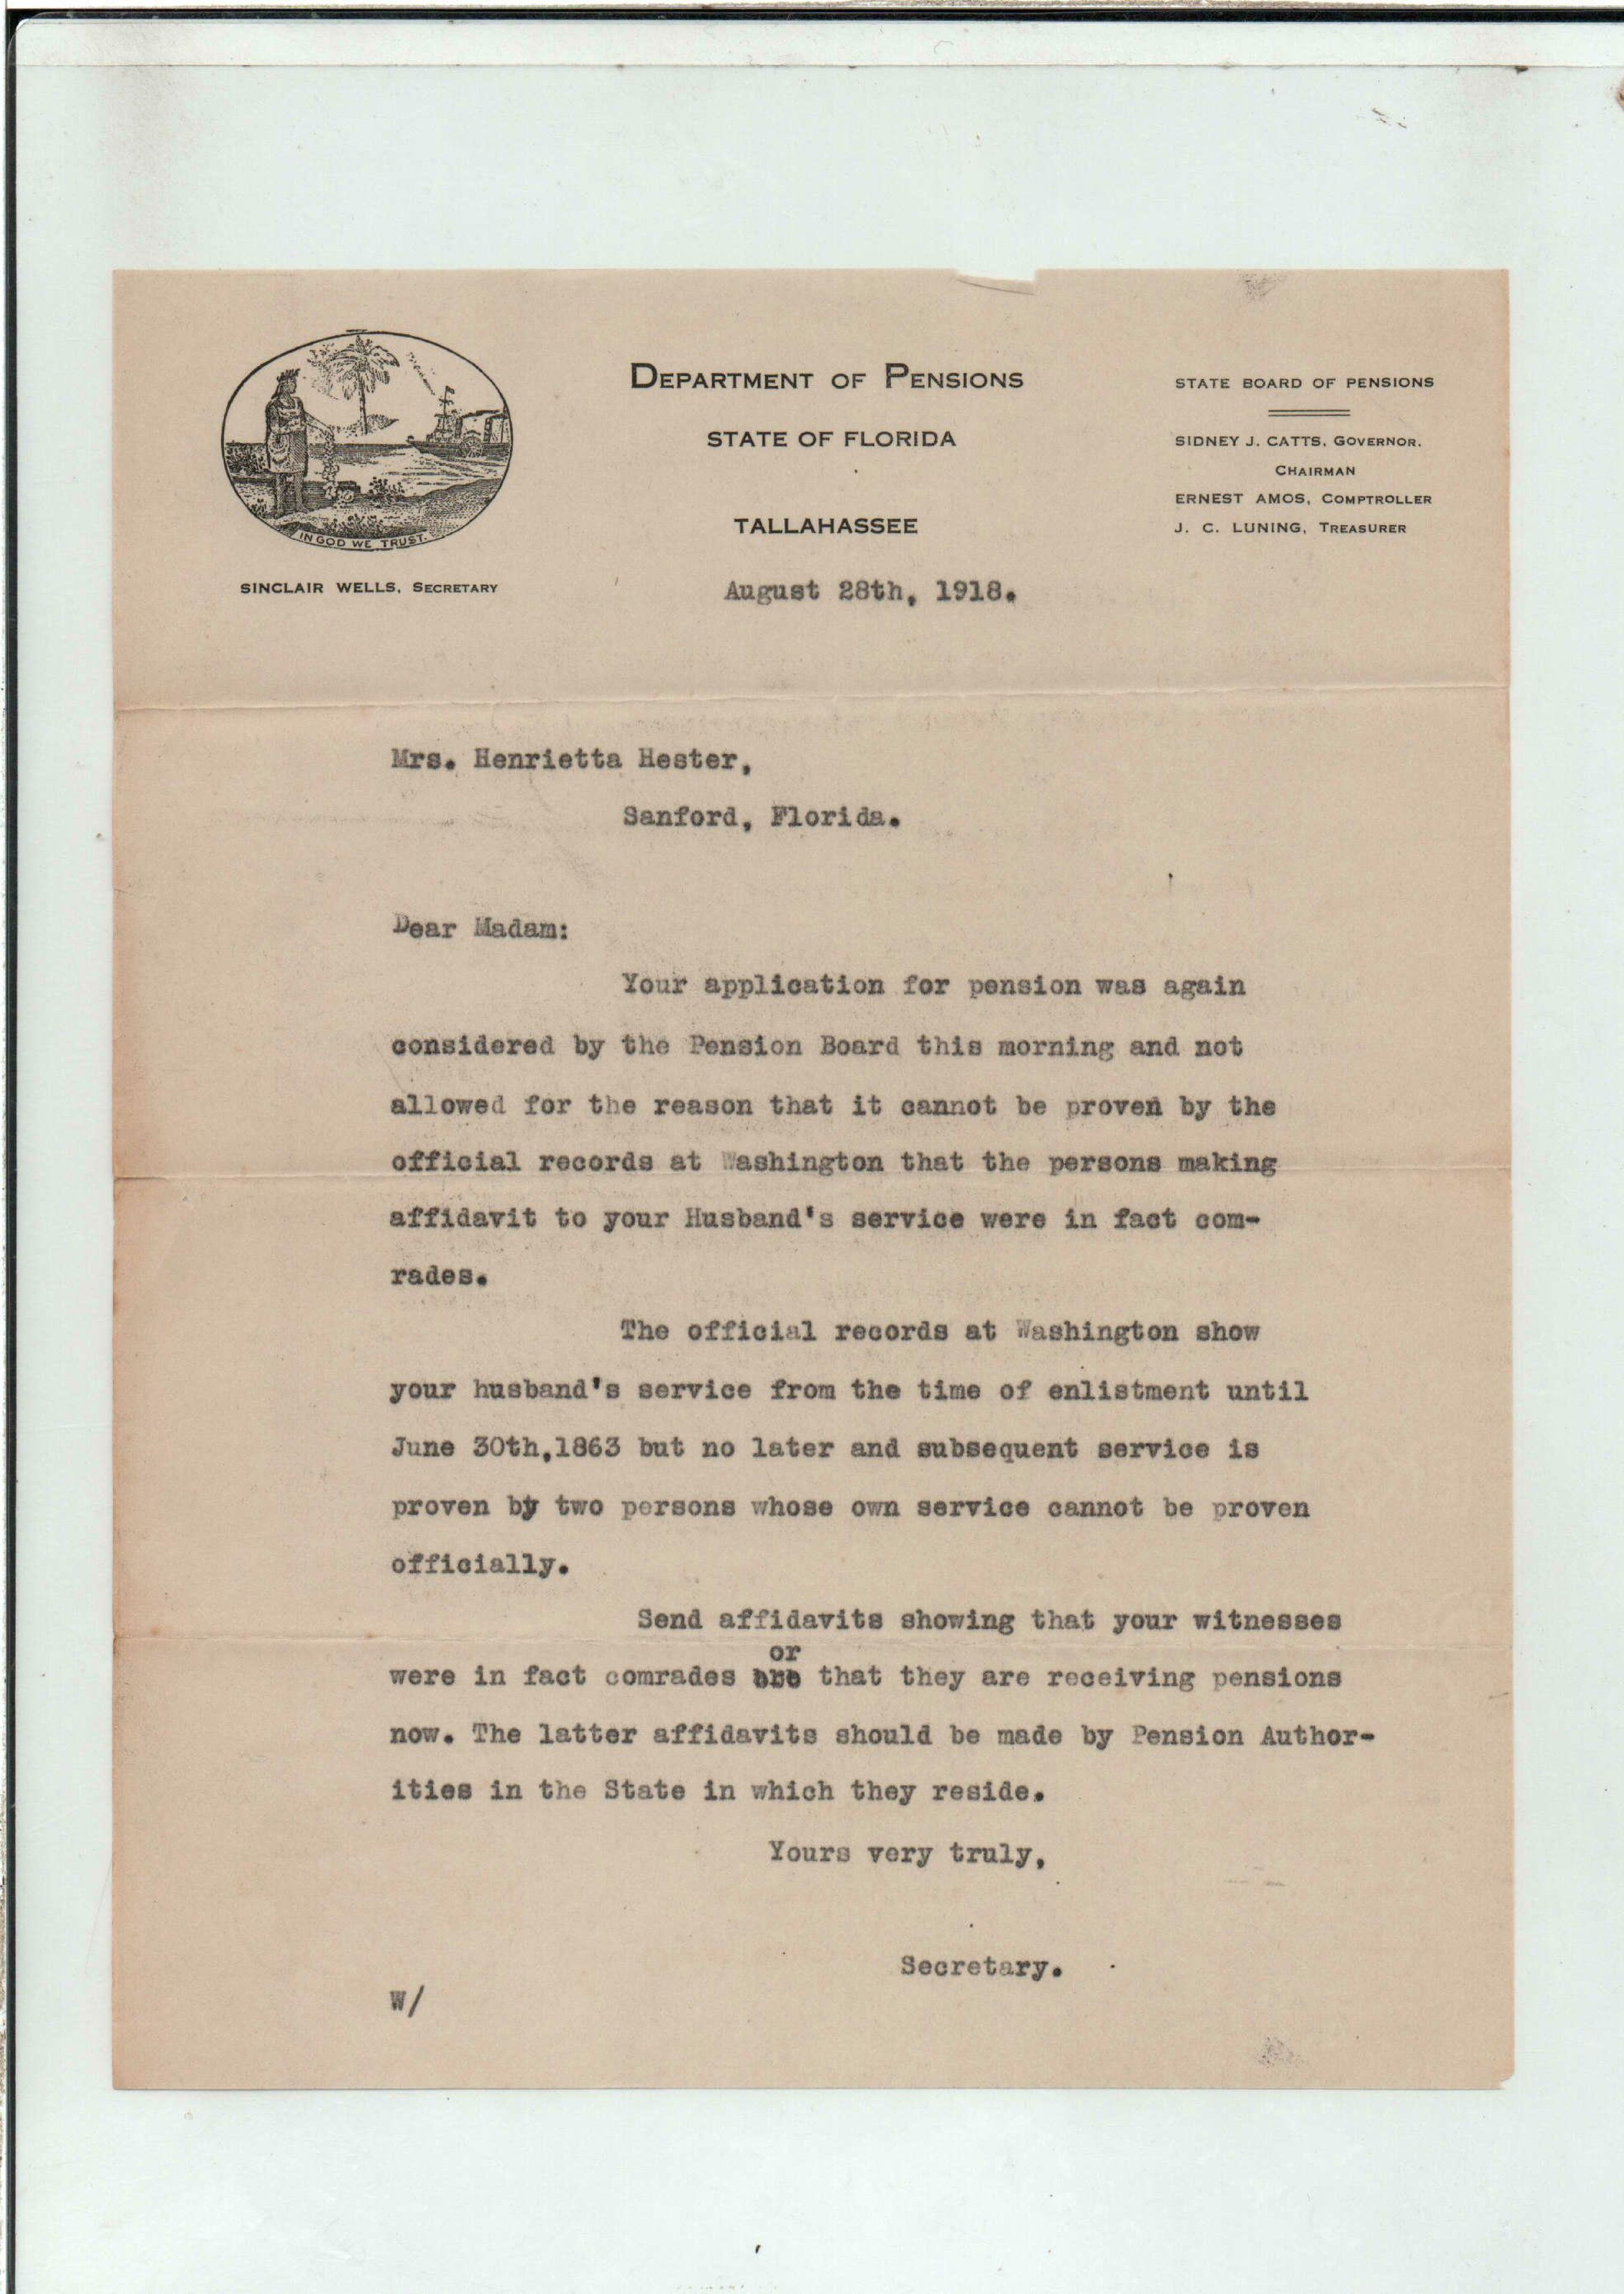 IN GOD WE TRUST.
SINCLAIR WELLS, SECRETARY
DEPARTMENT OF PENSIONS
STATE OF FLORIDA
TALLAHASSEE
August 28th, 1918.
STATE BOARD OF PENSIONS
SIDNEY J. CATTS, GOVERNOR,
CHAIRMAN
ERNEST AMOS, COMPTROLLER
J. C. LUNING, TREASURER
Mrs. Henrietta Hester,
Sanford, Florida.
Dear Madam:
Your application for pension was again
considered by the Pension Board this morning and not
allowed for the reason that it cannot be proven by the
official records at Washington that the persons making
affidavit to your Husband's service were in fact com-
rades.
The official records at Washington show
your husband's service from the time of enlistment until
June 30th,1863 but no later and subsequent service is
proven by two persons whose own service cannot be proven
officially.
Send affidavits showing that your witnesses
or
were in fact comrades that they are receiving pensions
now. The latter affidavits should be made by Pension Author-
ities in the State in which they reside.
Yours very truly,
Secretary.
W/